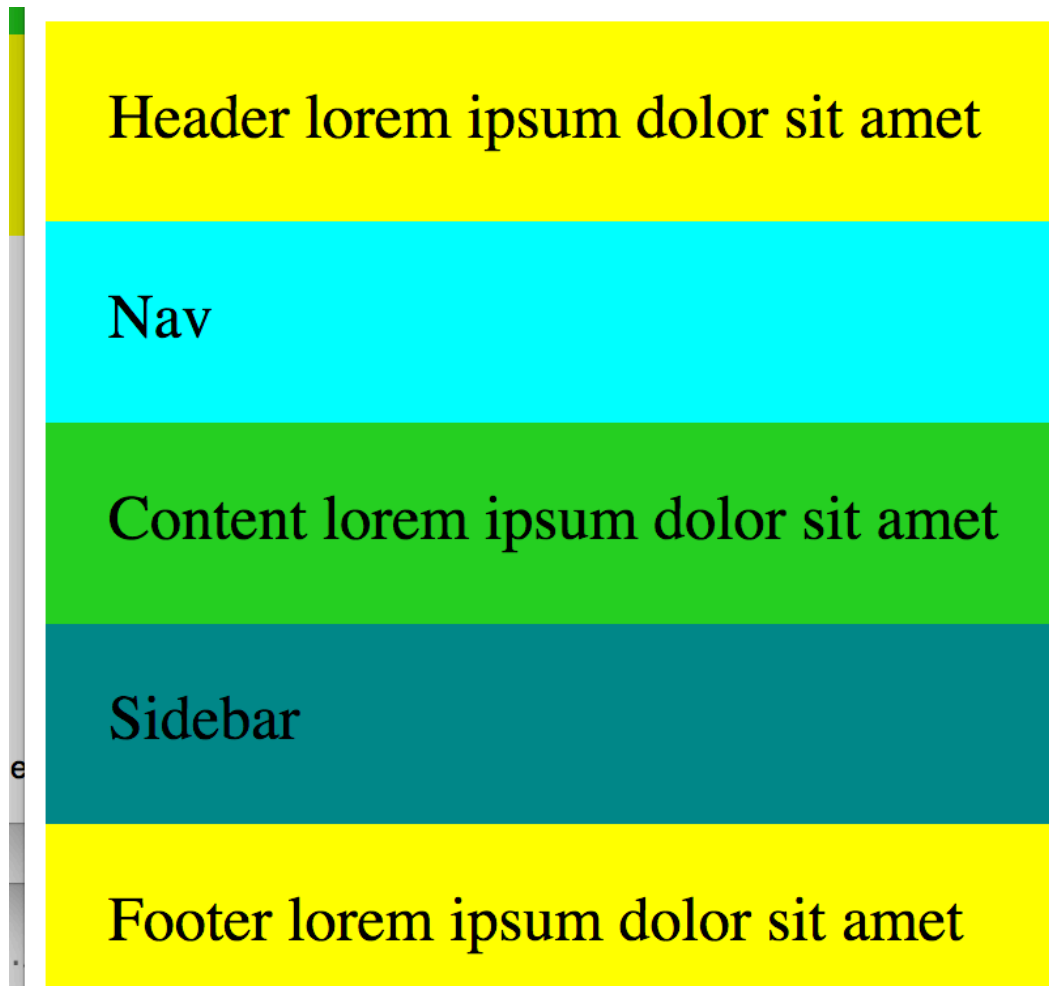 Header lorem ipsum dolor sit amet
Nav
Content lorem ipsum dolor sit amet
Sidebar
e
Footer lorem ipsum dolor sit amet